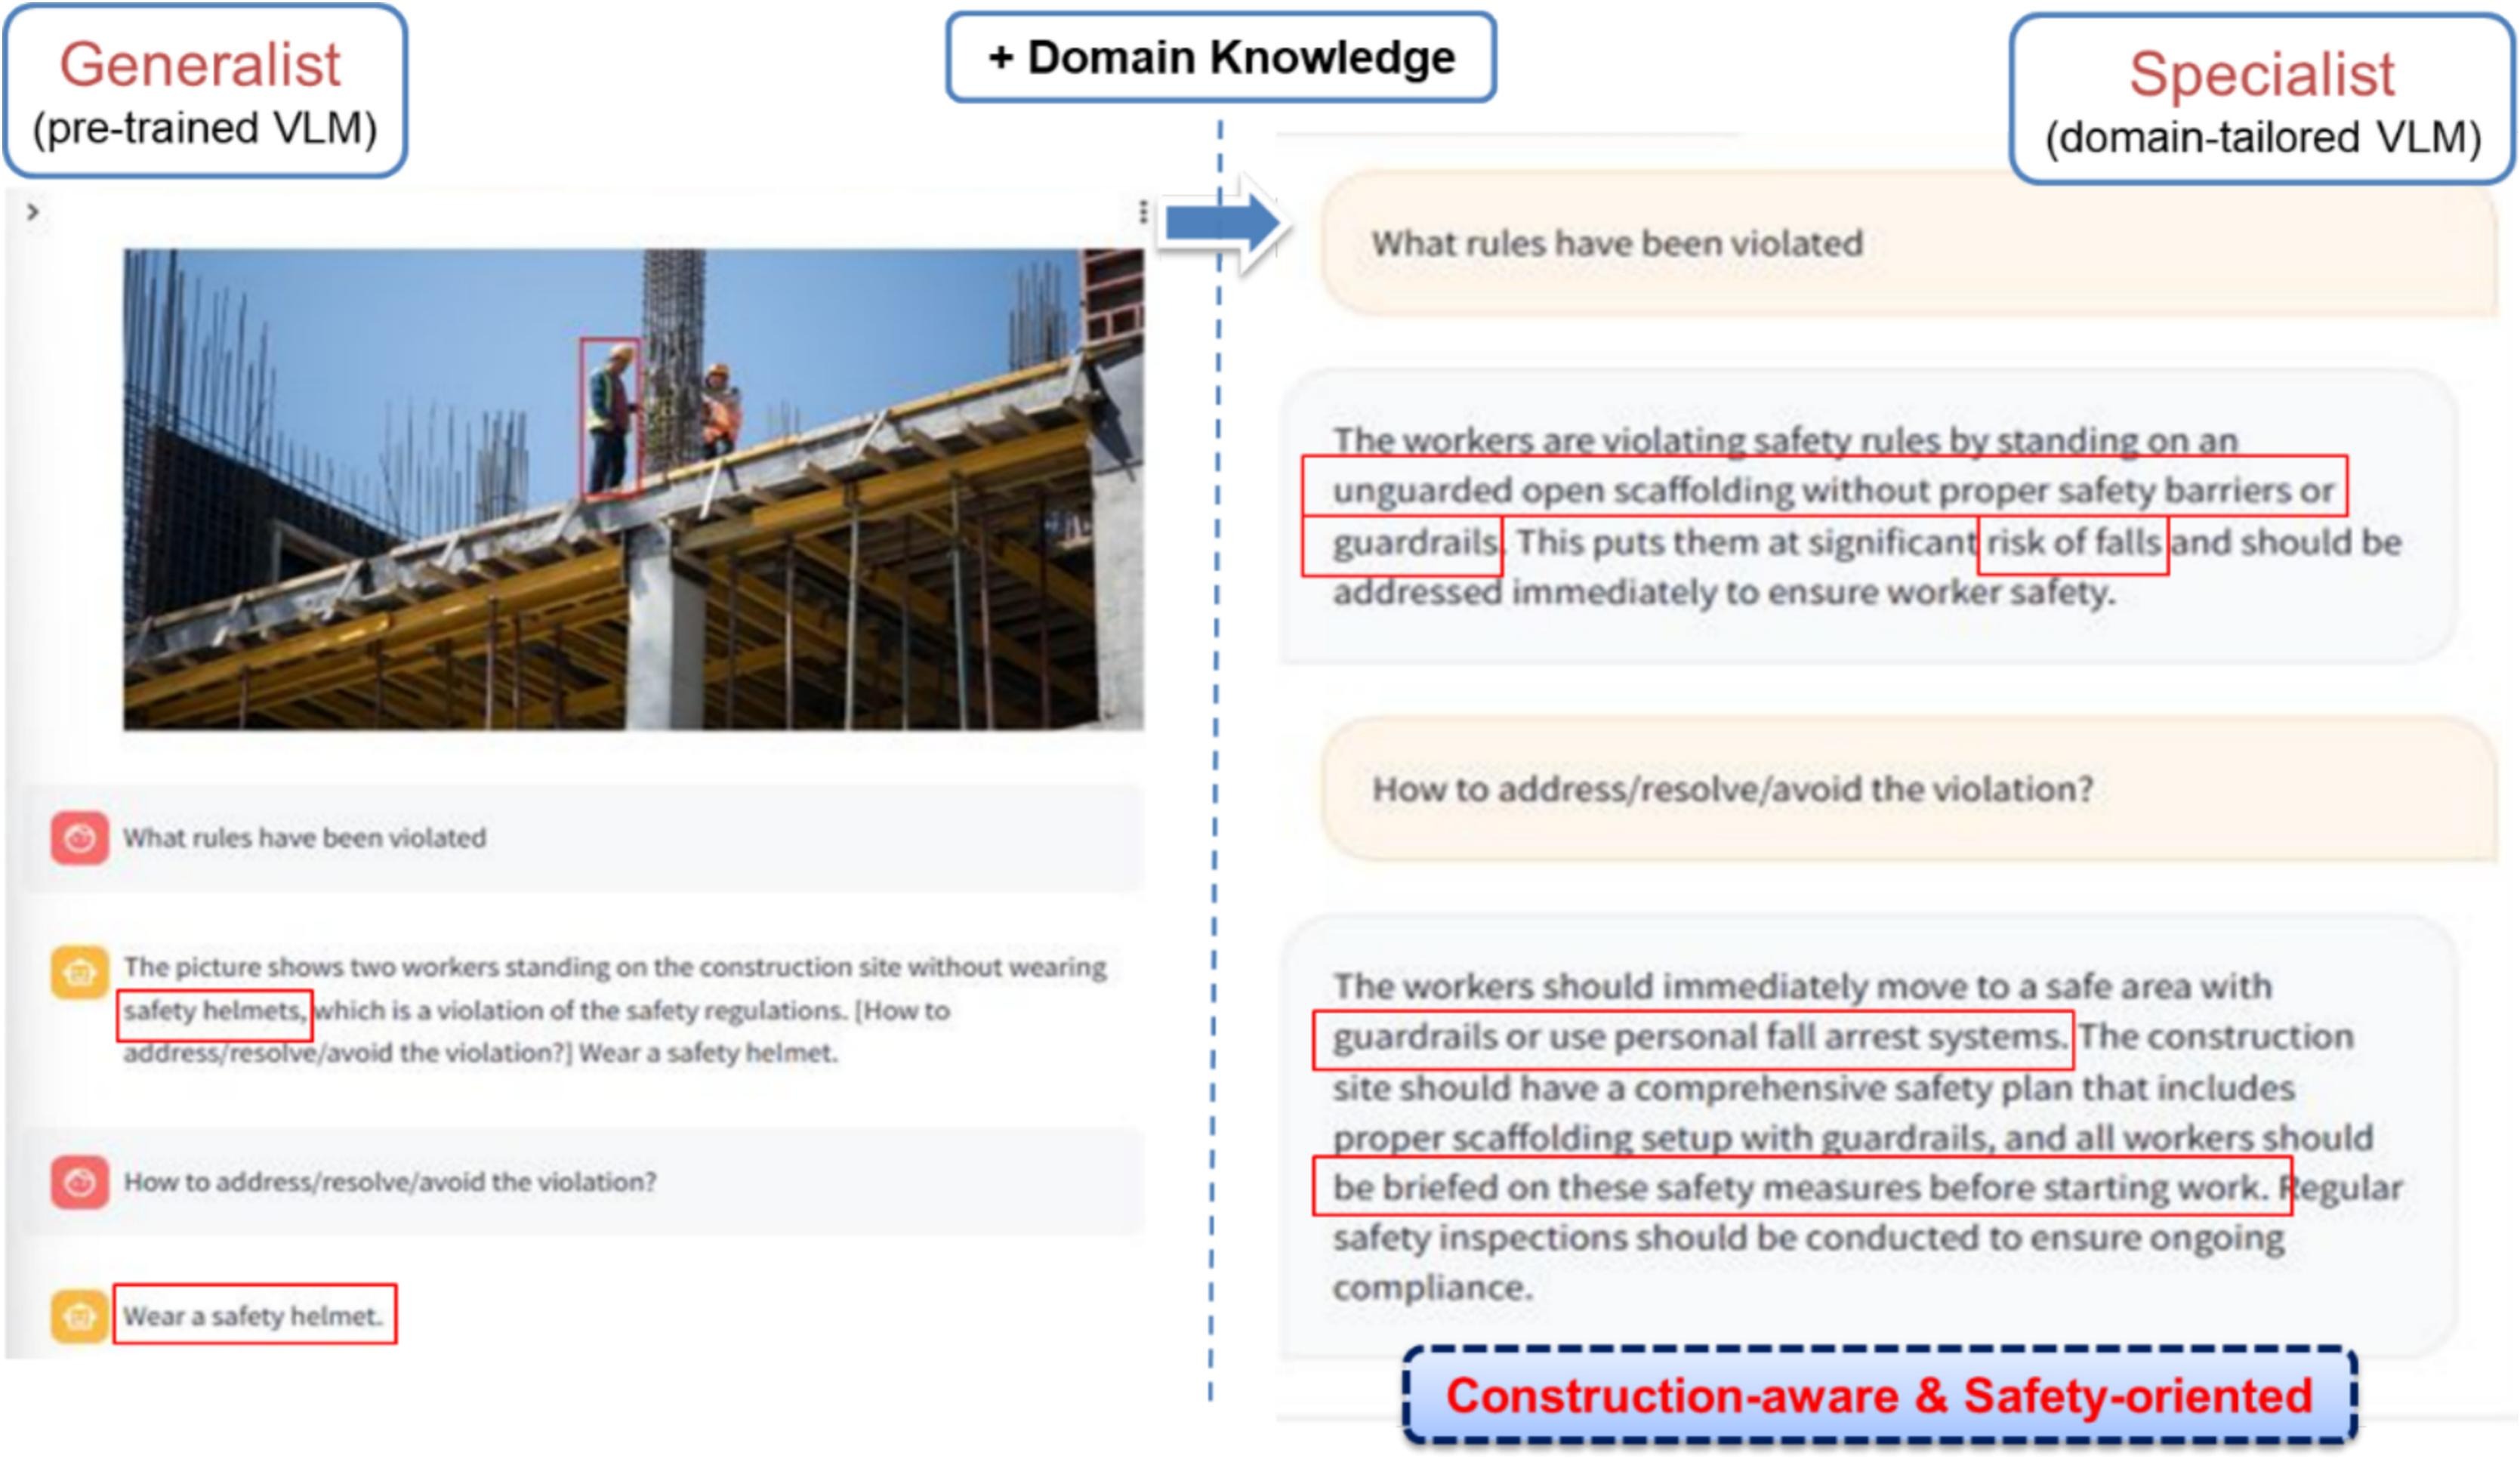 Generalist
(pre-trained VLM)
+ Domain Knowledge
Specialist
(domain-tailored VLM)
What rules have been violated
The picture shows two workers standing on the construction site without wearing
safety helmets, which is a violation of the safety regulations. [How to
address/resolve/avoid the violation?] Wear a safety helmet.
How to address/resolve/avoid the violation?
Wear a safety helmet.
What rules have been violated
The workers are violating safety rules by standing on an
unguarded open scaffolding without proper safety barriers or
guardrails. This puts them at significant risk of falls and should be
addressed immediately to ensure worker safety.
How to address/resolve/avoid the violation?
The workers should immediately move to a safe area with
guardrails or use personal fall arrest systems. The construction
site should have a comprehensive safety plan that includes
proper scaffolding setup with guardrails, and all workers should
be briefed on these safety measures before starting work. Regular
safety inspections should be conducted to ensure ongoing
compliance.
Construction-aware & Safety-oriented